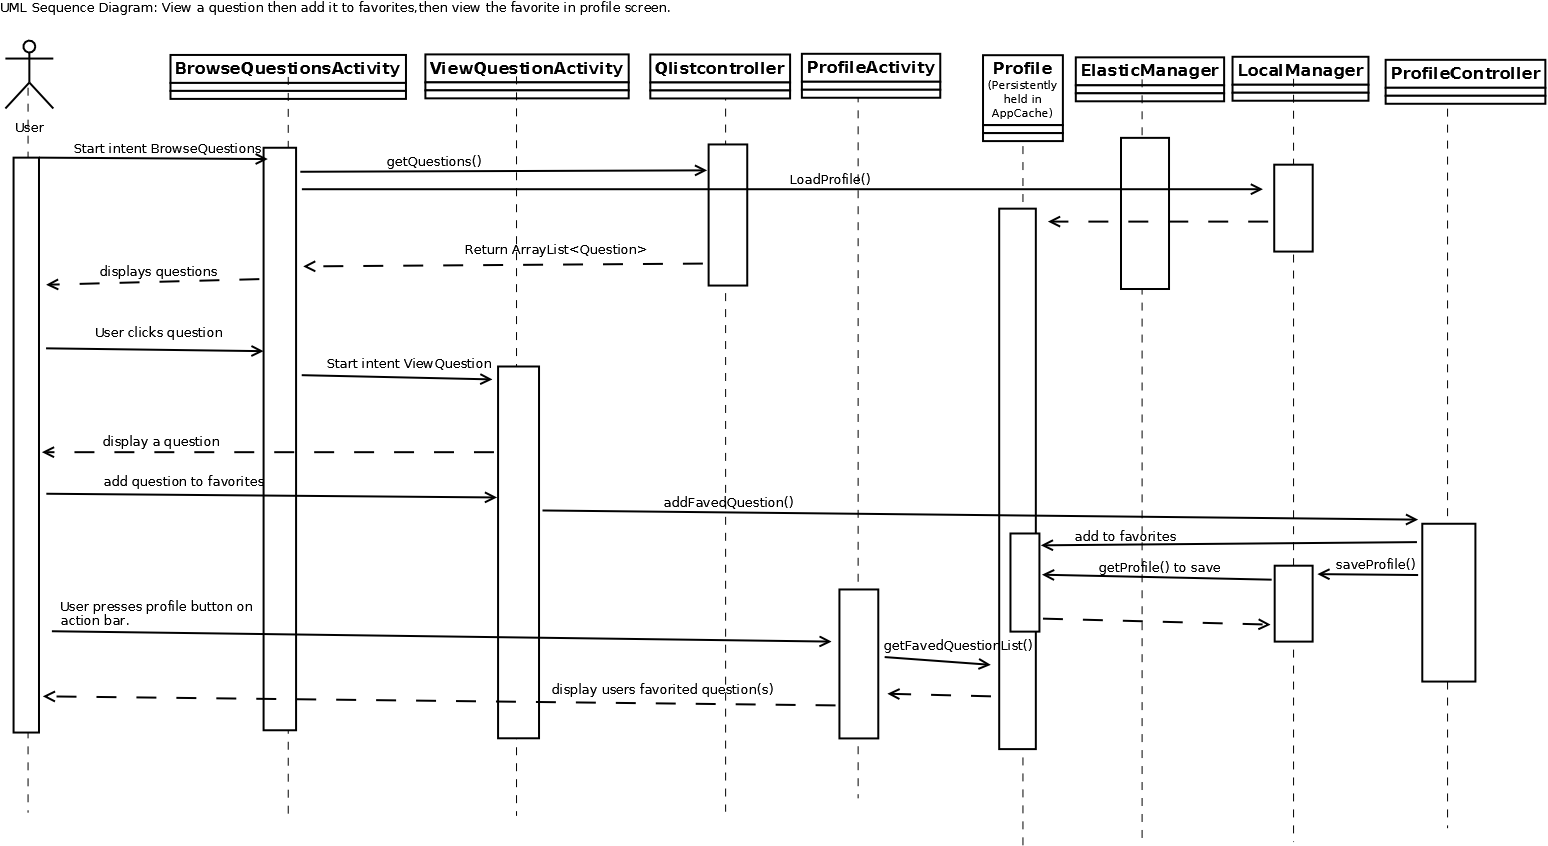 UML Sequence Diagram: View a question then add it to favorites,then view the favorite in profile screen.
BrowseQuestionsActivity
ViewQuestionActivity
Qlistcontroller
ProfileActivity
Profile
(Persistently
held in
AppCache)
ElasticManager
LocalManager
ProfileController
User
Start intent BrowseQuestions
getQuestions()
LoadProfile()
Return ArrayList<Question>
displays questions
User clicks question
Start intent ViewQuestion
display a question
add question to favorites
addFavedQuestion()
add to favorites
saveProfile()
getProfile() to save
User presses profile button on
action bar.
getFavedQuestionList()
display users favorited question(s)